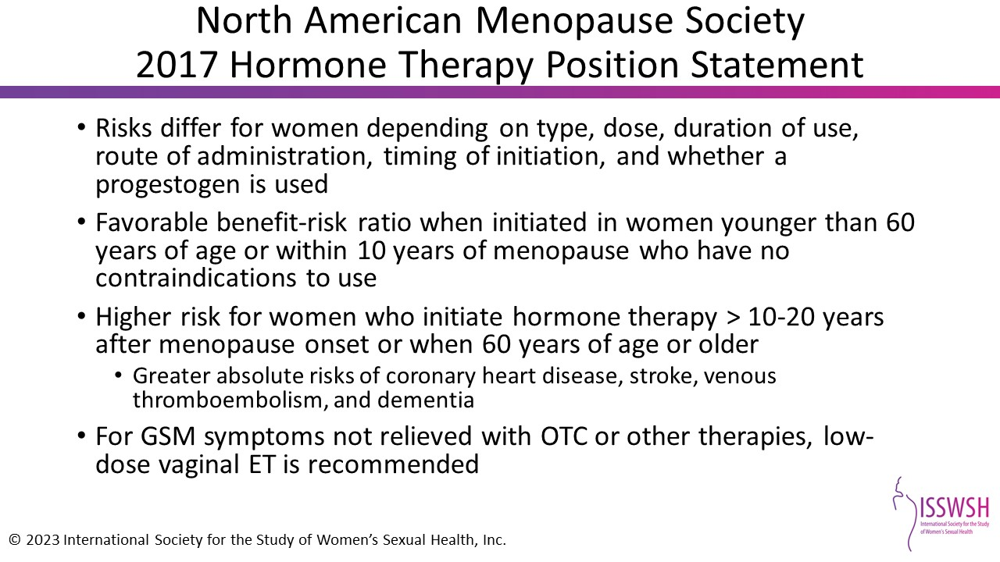 North American Menopause Society
2017 Hormone Therapy Position Statement
• Risks differ for women depending on type, dose, duration of use,
route of administration, timing of initiation, and whether a
progestogen is used
• Favorable benefit-risk ratio when initiated in women younger than 60
years of age or within 10 years of menopause who have no
contraindications to use
• Higher risk for women who initiate hormone therapy > 10-20 years
after menopause onset or when 60 years of age or older
• Greater absolute risks of coronary heart disease, stroke, venous
thromboembolism, and dementia
• For GSM symptoms not relieved with OTC or other therapies, low-
dose vaginal ET is recommended
ISSWSH
International Society for the Study
of Women's Sexual Health
© 2023 International Society for the Study of Women’s Sexual Health, Inc.